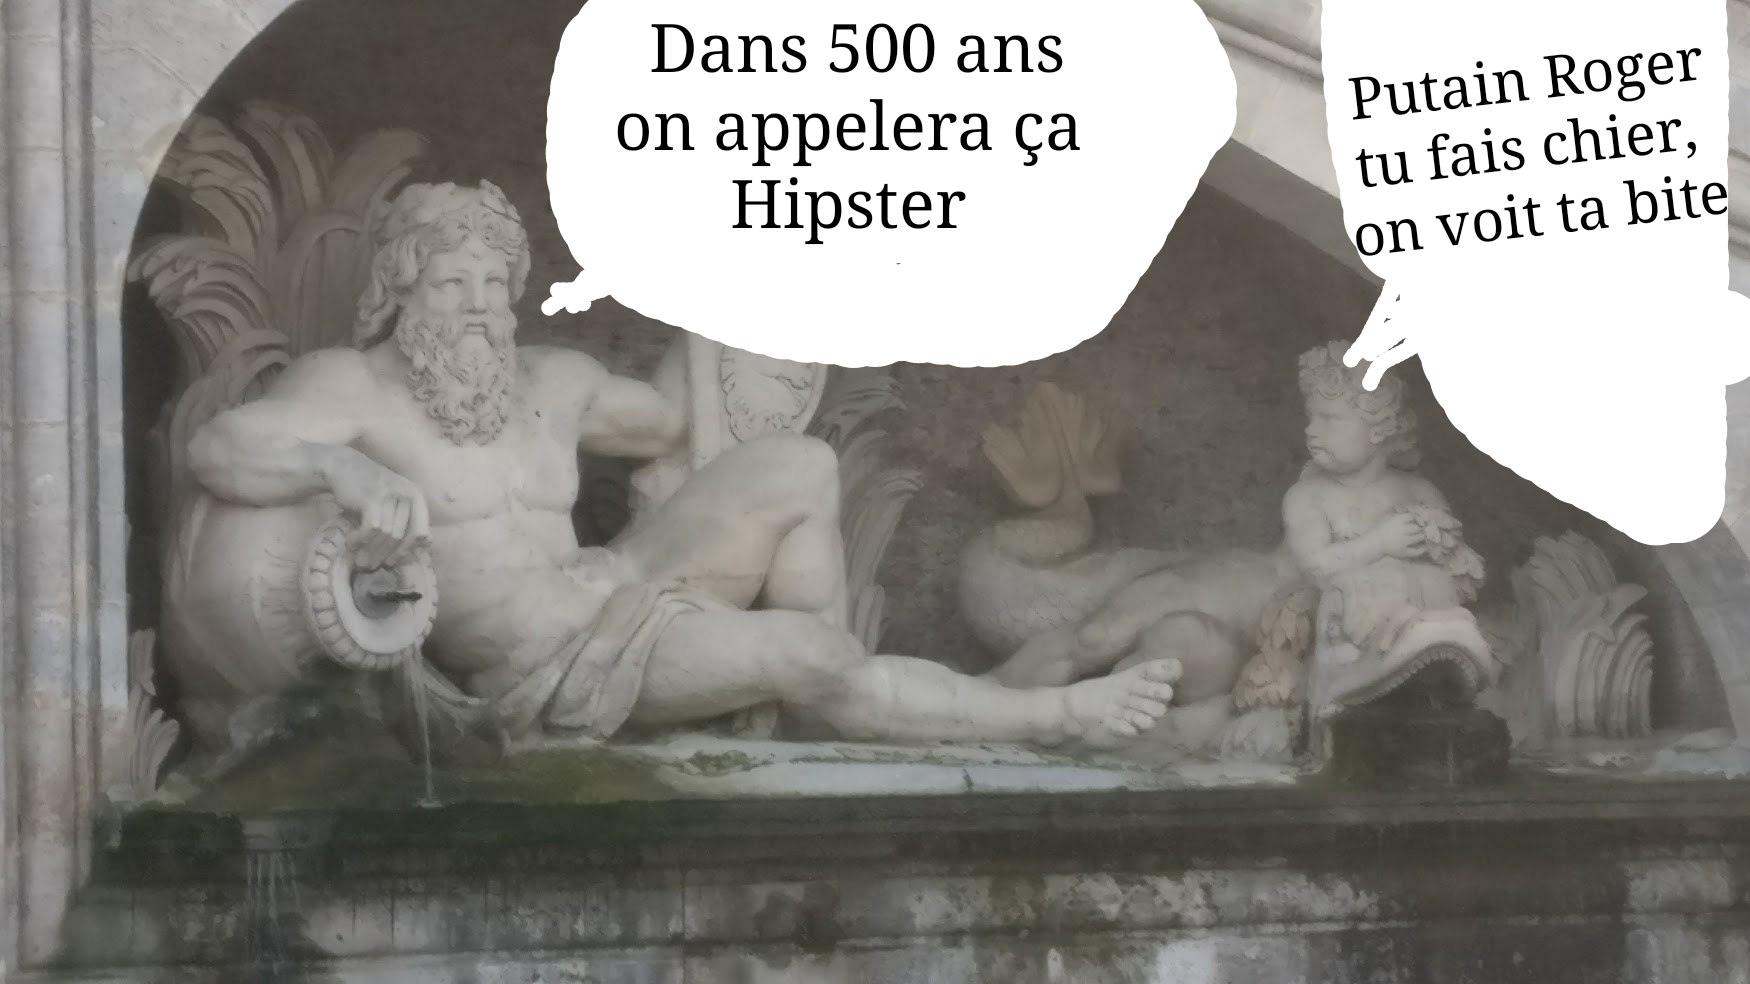 Dans 500 ans
on appelera ça
Hipster
Putain Roger
tu fais chier,
on voit ta bite